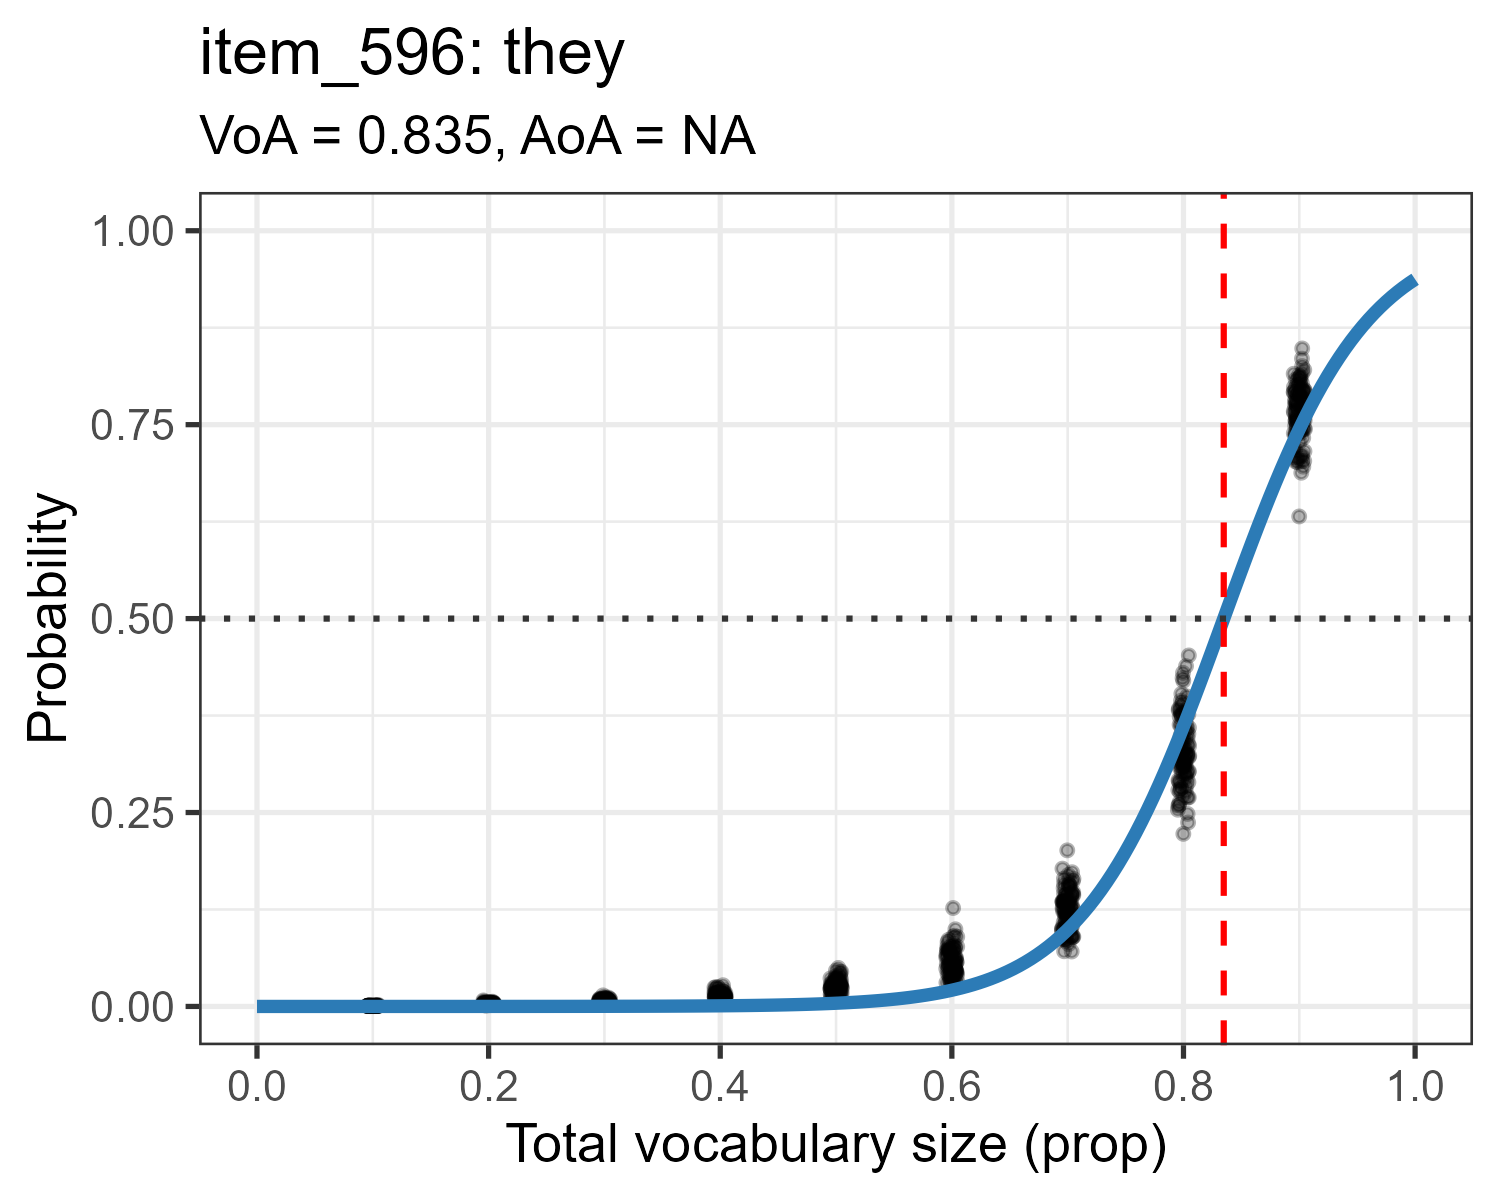 item_596: they
VoA = 0.835, AoA = NA
1.00
0.75
0.50
0.25
0.00
Probability
0.0 0.2 0.4 0.6 0.8 1.0
Total vocabulary size (prop)